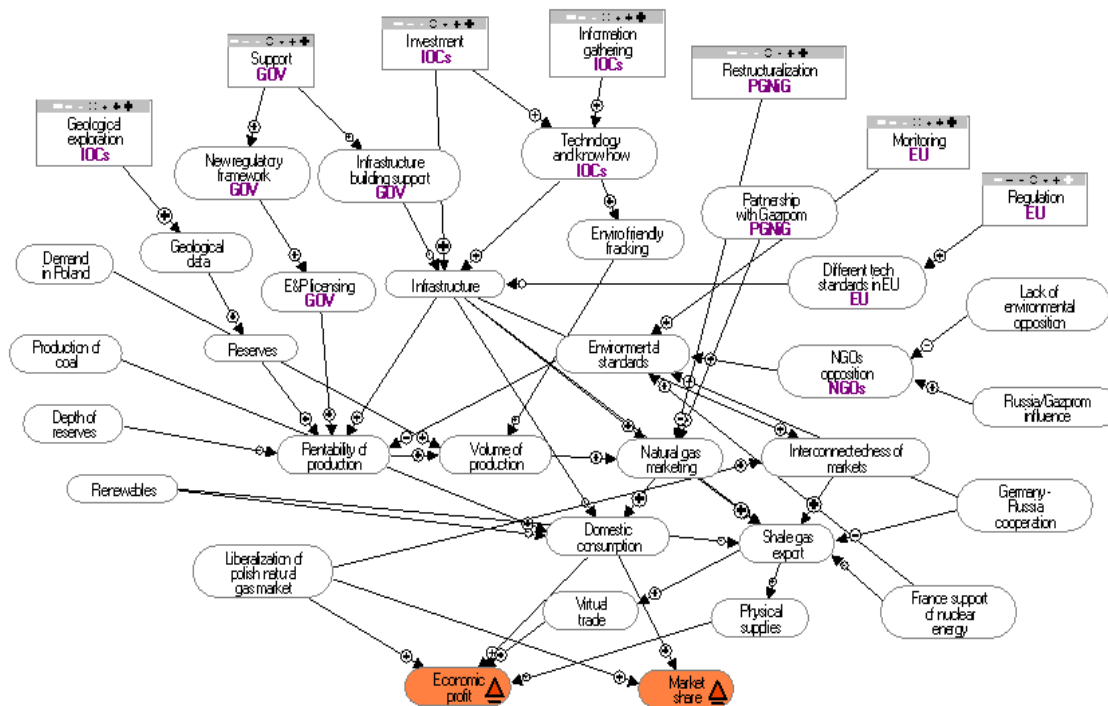 Support
GOV
Investment
IOCs
Information
gathering
IOCs
Restructuralization
PGNiG
Geological
exploration
IOCs
Monitoring
EU
New regulatory
framework
GOV
Infrastructure
building support
GOV
Technology
and know how
IOCs
Regulation
EU
Partnership
with Gazprom
PGNiG
Geological
data
Enviro friendly
fracking
Demand
in Poland
E&P licensing
GOV
Infrastructure
Different tech
standards in EU
EU
Lack of
environmental
opposition
Production of
coal
Reserves
Environmental
standards
NGOs
opposition
NGOs
Russia/Gazprom
influence
Depth of
reserves
Rentability of
production
Volume of
production
Natural gas
marketing
Interconnectedness of
markets
Renewables
Germany -
Russia
cooperation
Domestic
consumption
Shale gas
export
Liberalization of
polish natural
gas market
Virtual
trade
Physical
supplies
France support
of nuclear
energy
Economic
profit
Market
share